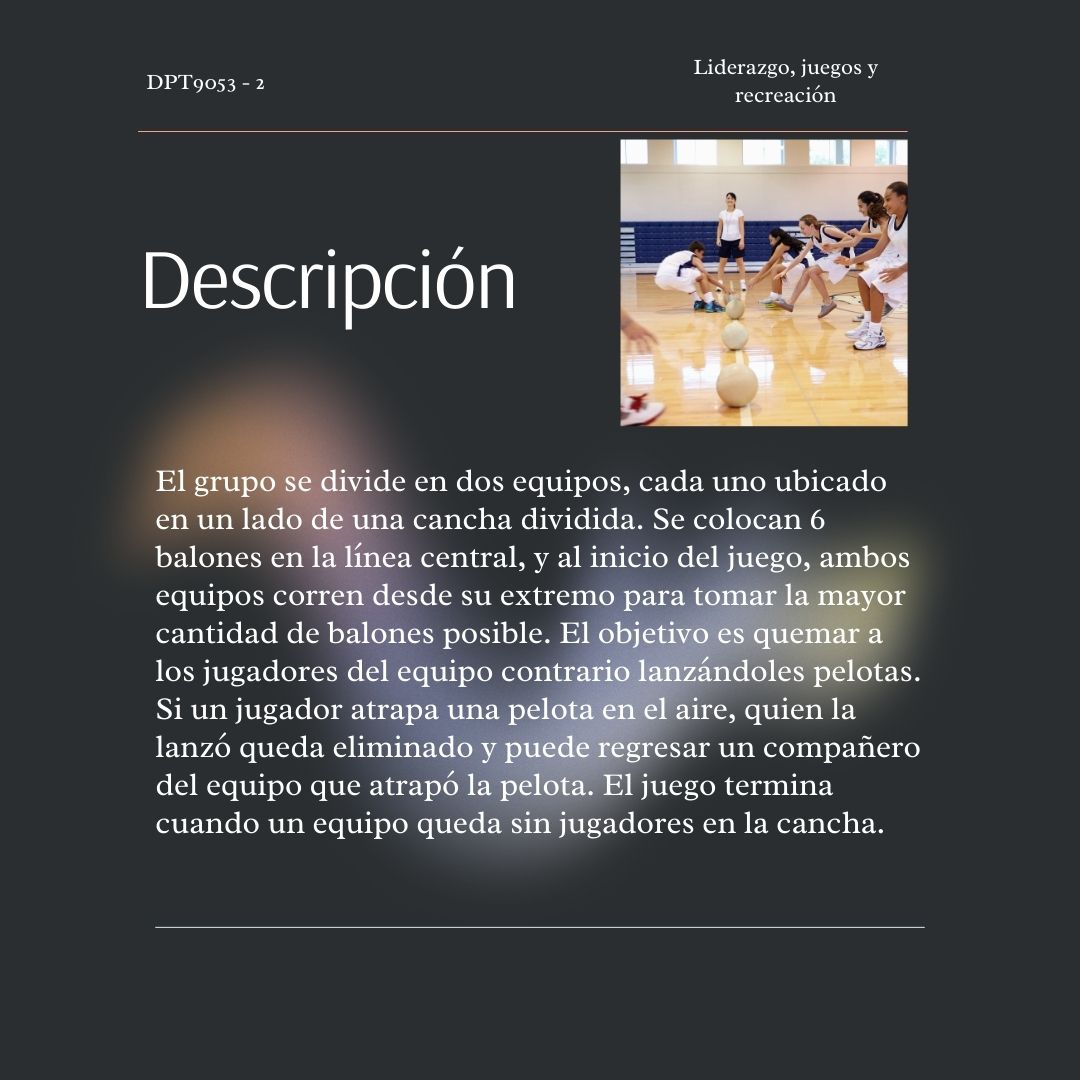 DPT9053 - 2
Liderazgo, juegos y
recreación
Descripción
El grupo se divide en dos equipos, cada uno ubicado
en un lado de una cancha dividida. Se colocan 6
balones en la línea central, y al inicio del juego, ambos
equipos corren desde su extremo para tomar la mayor
cantidad de balones posible. El objetivo es quemar a
los jugadores del equipo contrario lanzándoles pelotas.
Si un jugador atrapa una pelota en el aire, quien la
lanzó queda eliminado y puede regresar un compañero
del equipo que atrapó la pelota. El juego termina
cuando un equipo queda sin jugadores en la cancha.